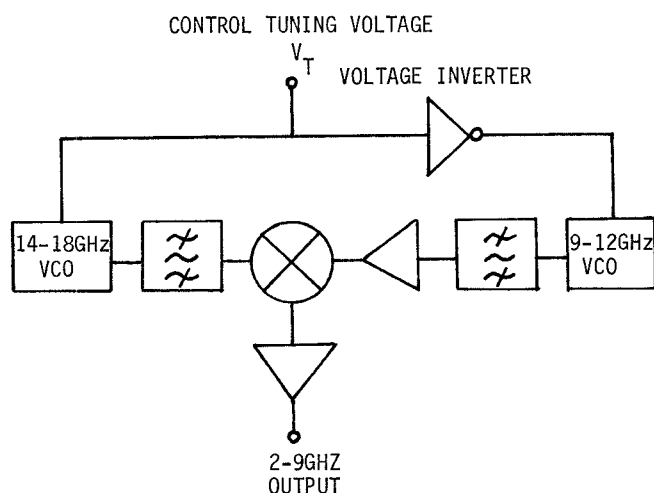 CONTROL TUNING VOLTAGE
V_T
VOLTAGE INVERTER
14-18GHz
VCO
9-12GHz
VCO
2-9GHZ
OUTPUT